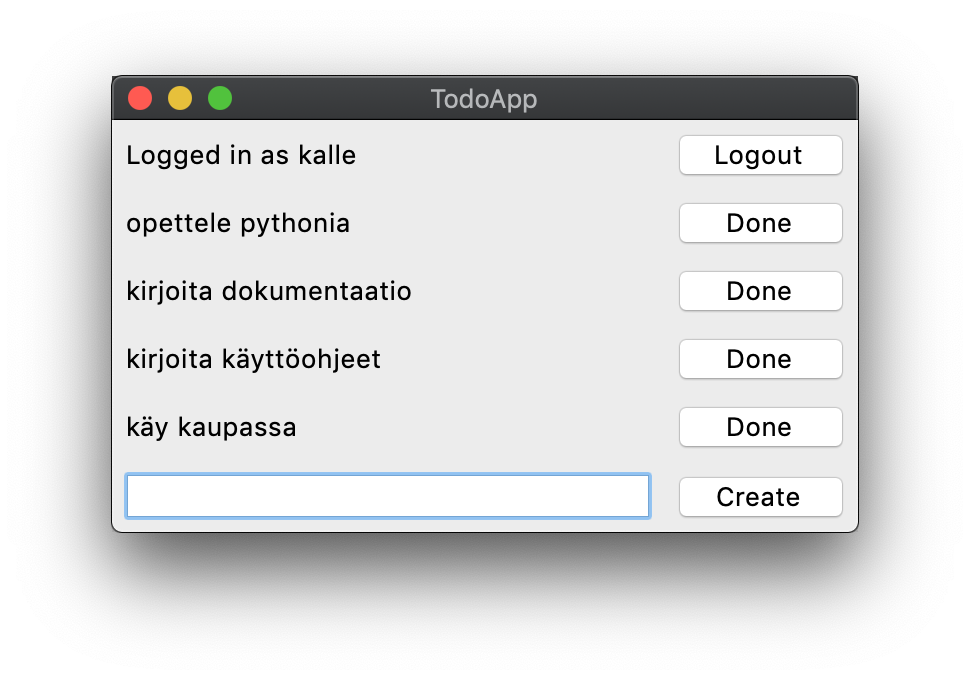 TodoApp
Logged in as kalle Logout
opettele pythonia Done
kirjoita dokumentaatio Done
kirjoita käyttöohjeet Done
käy kaupassa Done
Create